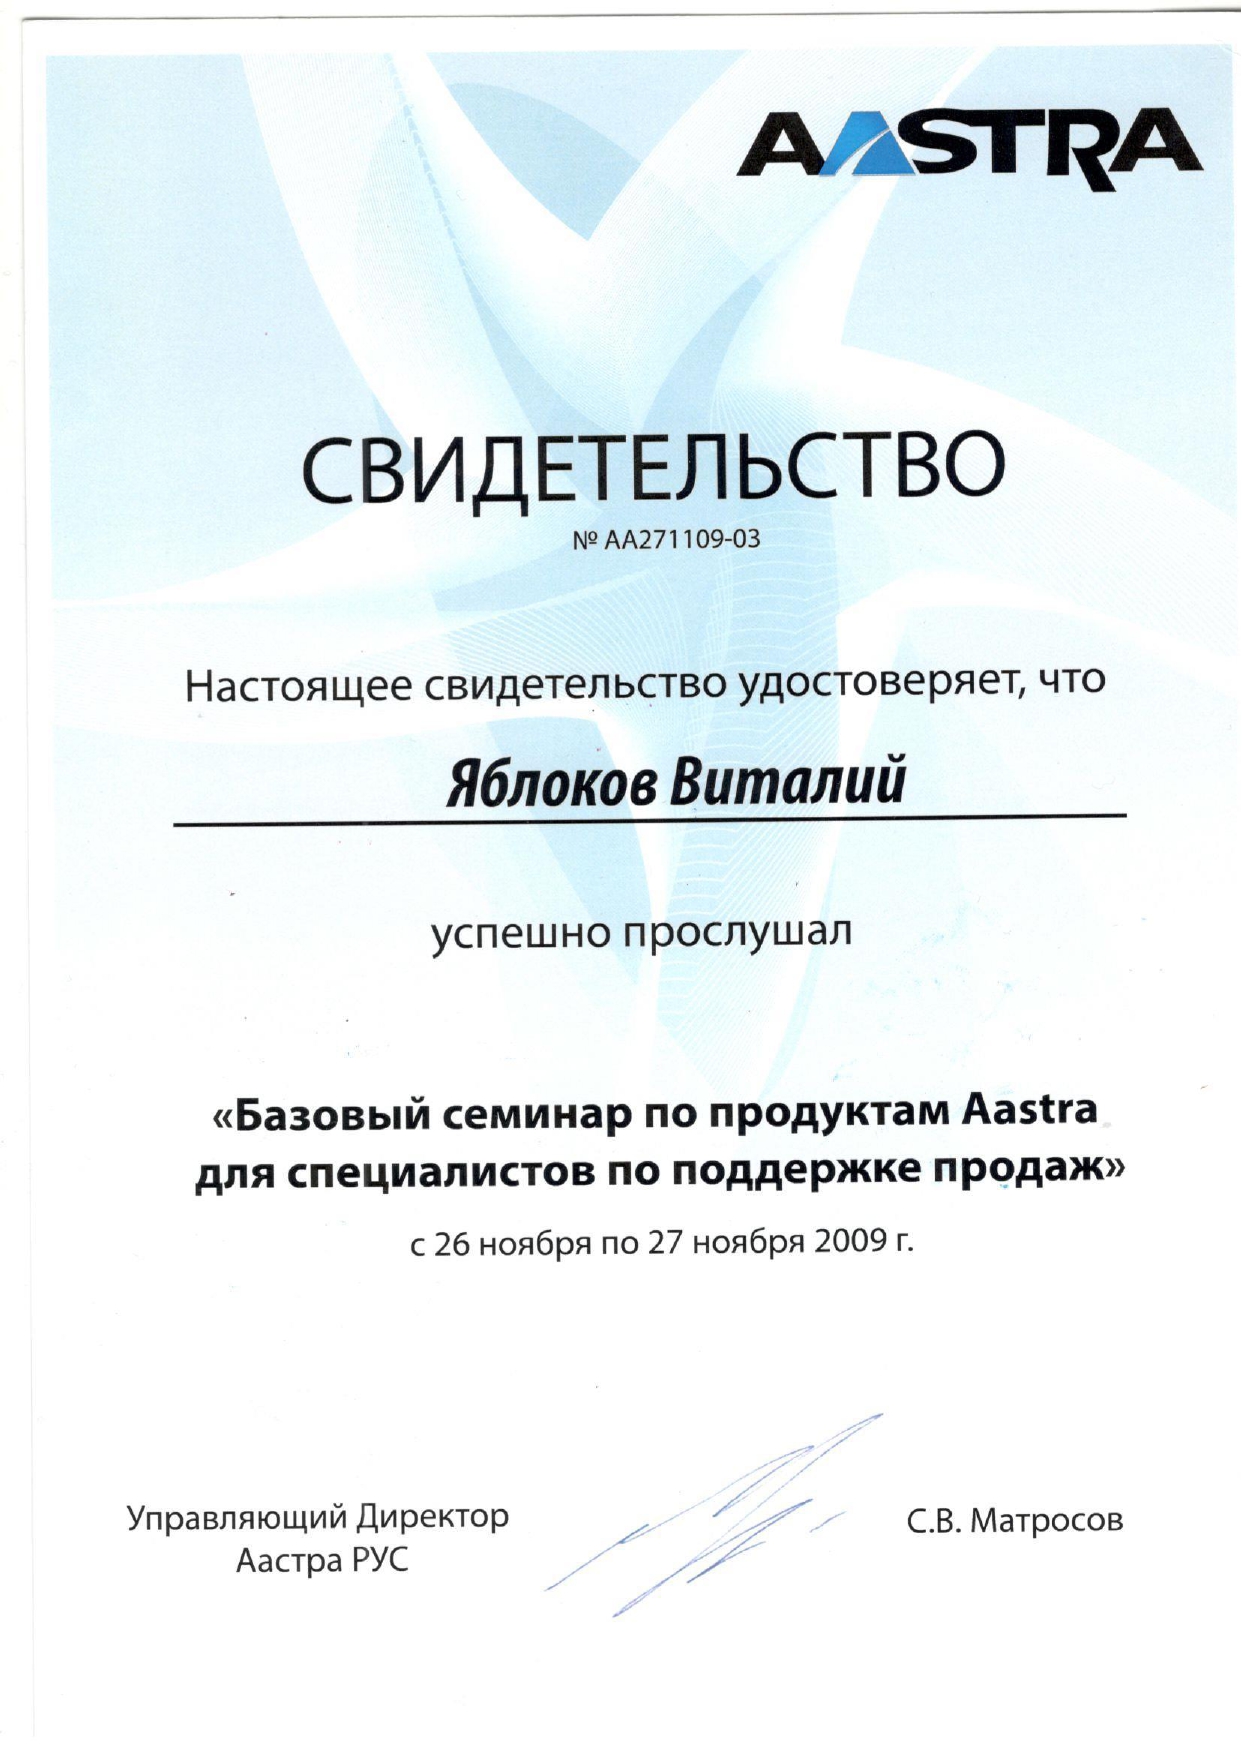 AASTRA
СВИДЕТЕЛЬСТВО
№ АА271109-03
Настоящее свидетельство удостоверяет, что
Яблоков Виталий
успешно прослушал
«Базовый семинар по продуктам Aastra
для специалистов по поддержке продаж»
с 26 ноября по 27 ноября 2009 г.
Управляющий Директор
Аастра РУС
С.В. Матросов